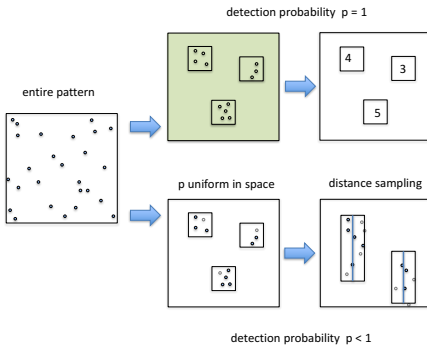 detection probability p = 1
4
3
5
entire pattern
p uniform in space
distance sampling
detection probability p < 1